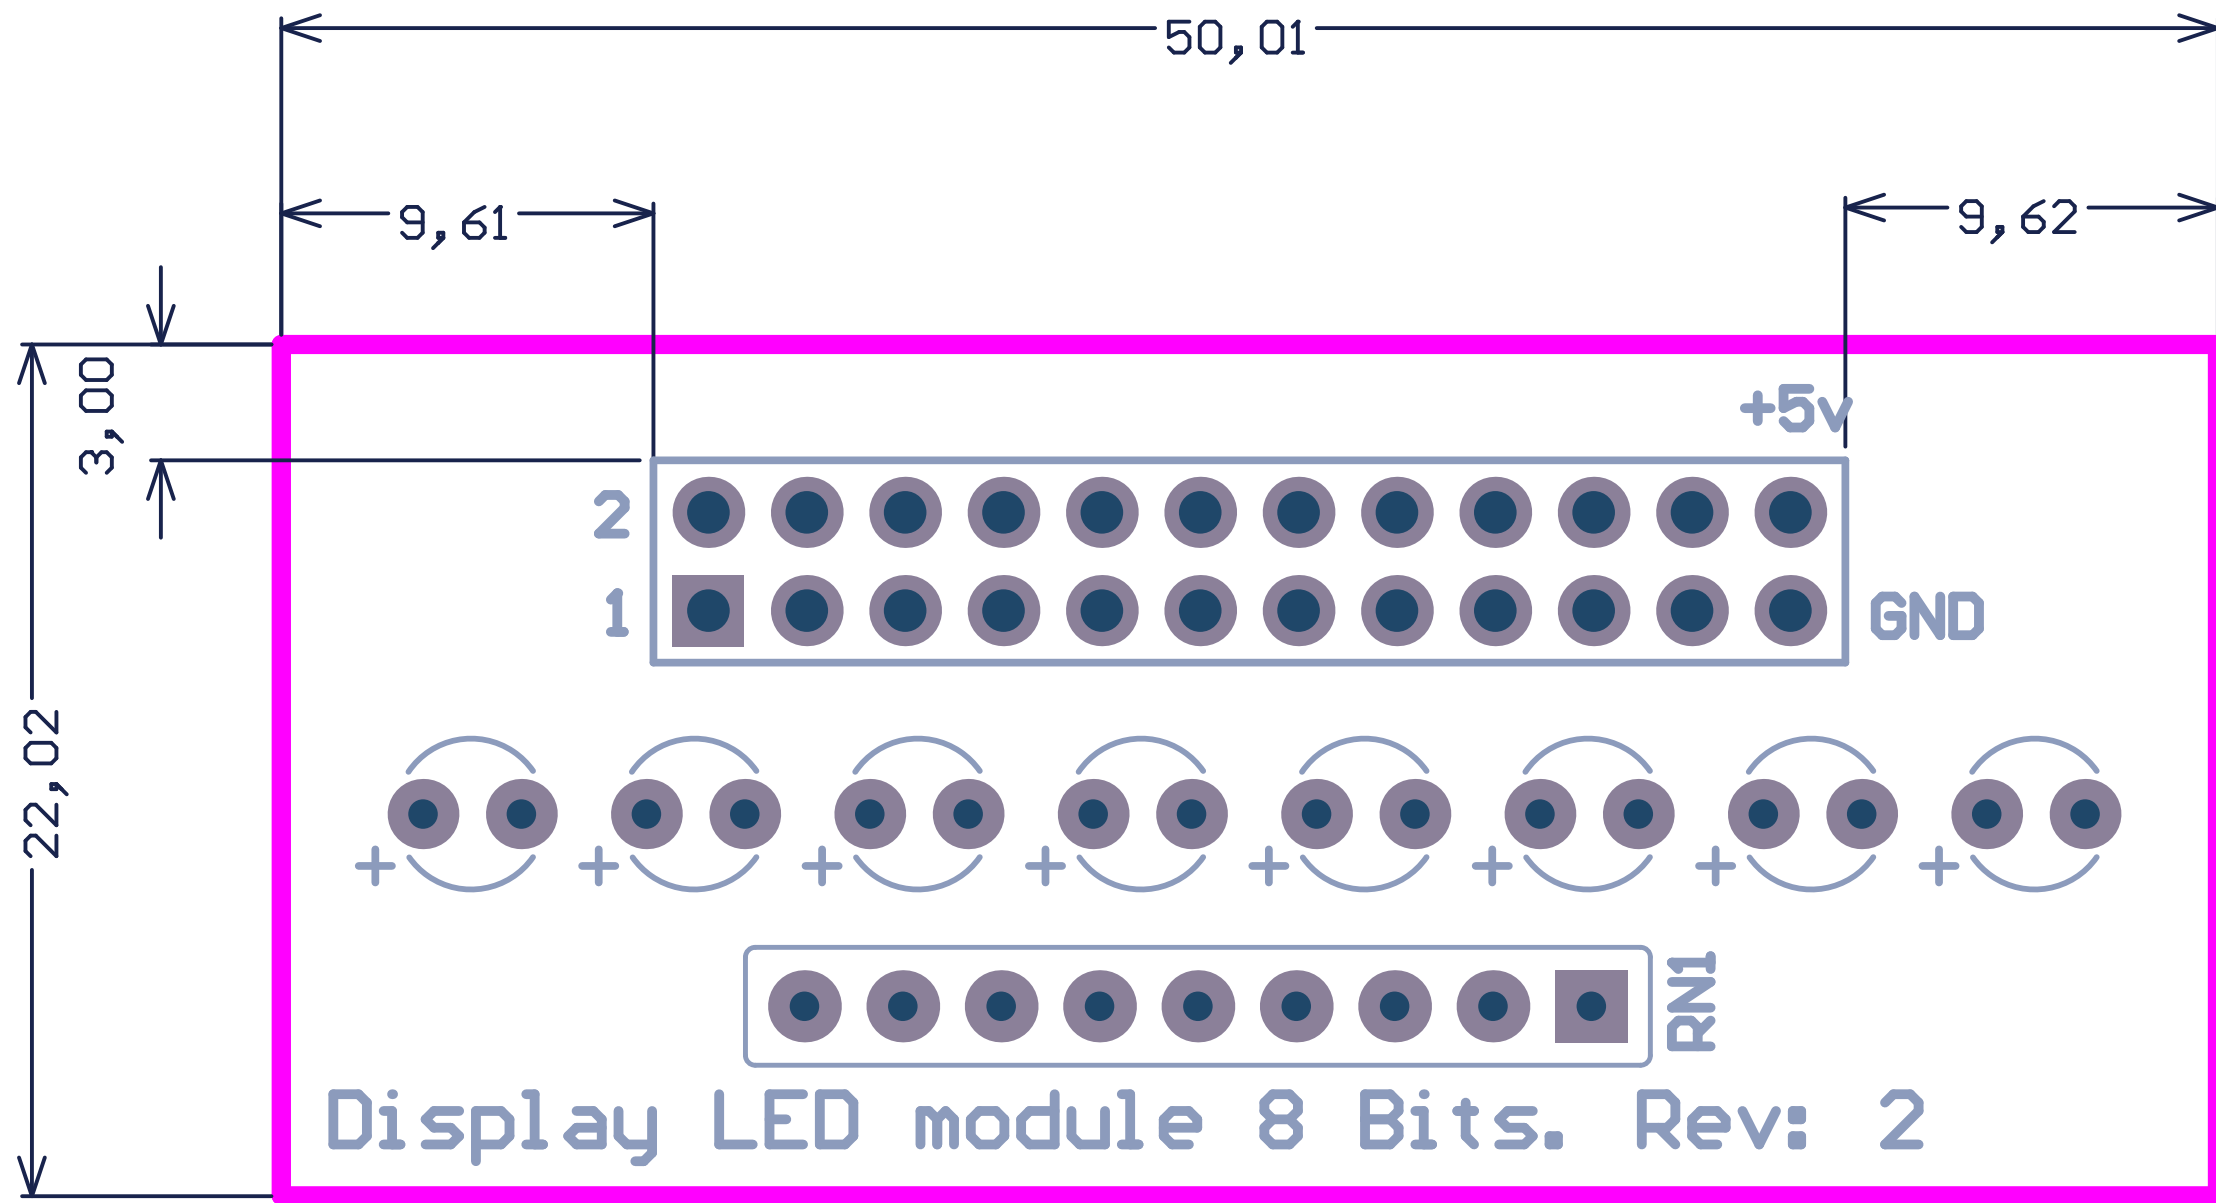 50,01
9,61
9,62
3,00
+5v
2
1
GND
22,02
+ + + + + + + +
RN1
Display LED module 8 Bits. Rev: 2